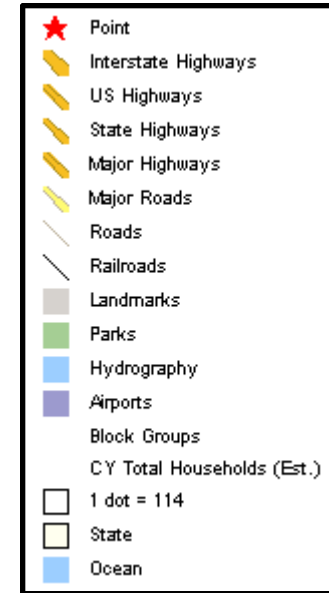 Point
Interstate Highways
US Highways
State Highways
Major Highways
Major Roads
Roads
Railroads
Landmarks
Parks
Hydrography
Airports
Block Groups
CY Total Households (Est.)
1 dot = 114
State
Ocean